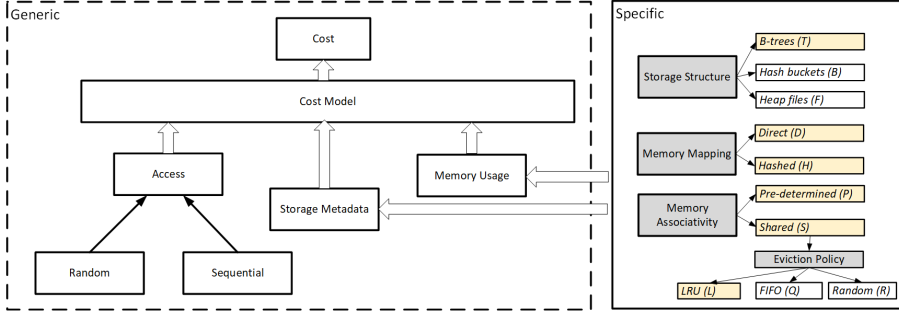 Generic
Cost
Cost Model
Access
Memory Usage
Storage Metadata
Random
Sequential
Specific
Storage Structure
B-trees (T)
Hash buckets (B)
Heap files (F)
Memory Mapping
Direct (D)
Hashed (H)
Memory
Associativity
Pre-determined (P)
Shared (S)
Eviction Policy
LRU (L)
FIFO (Q)
Random (R)